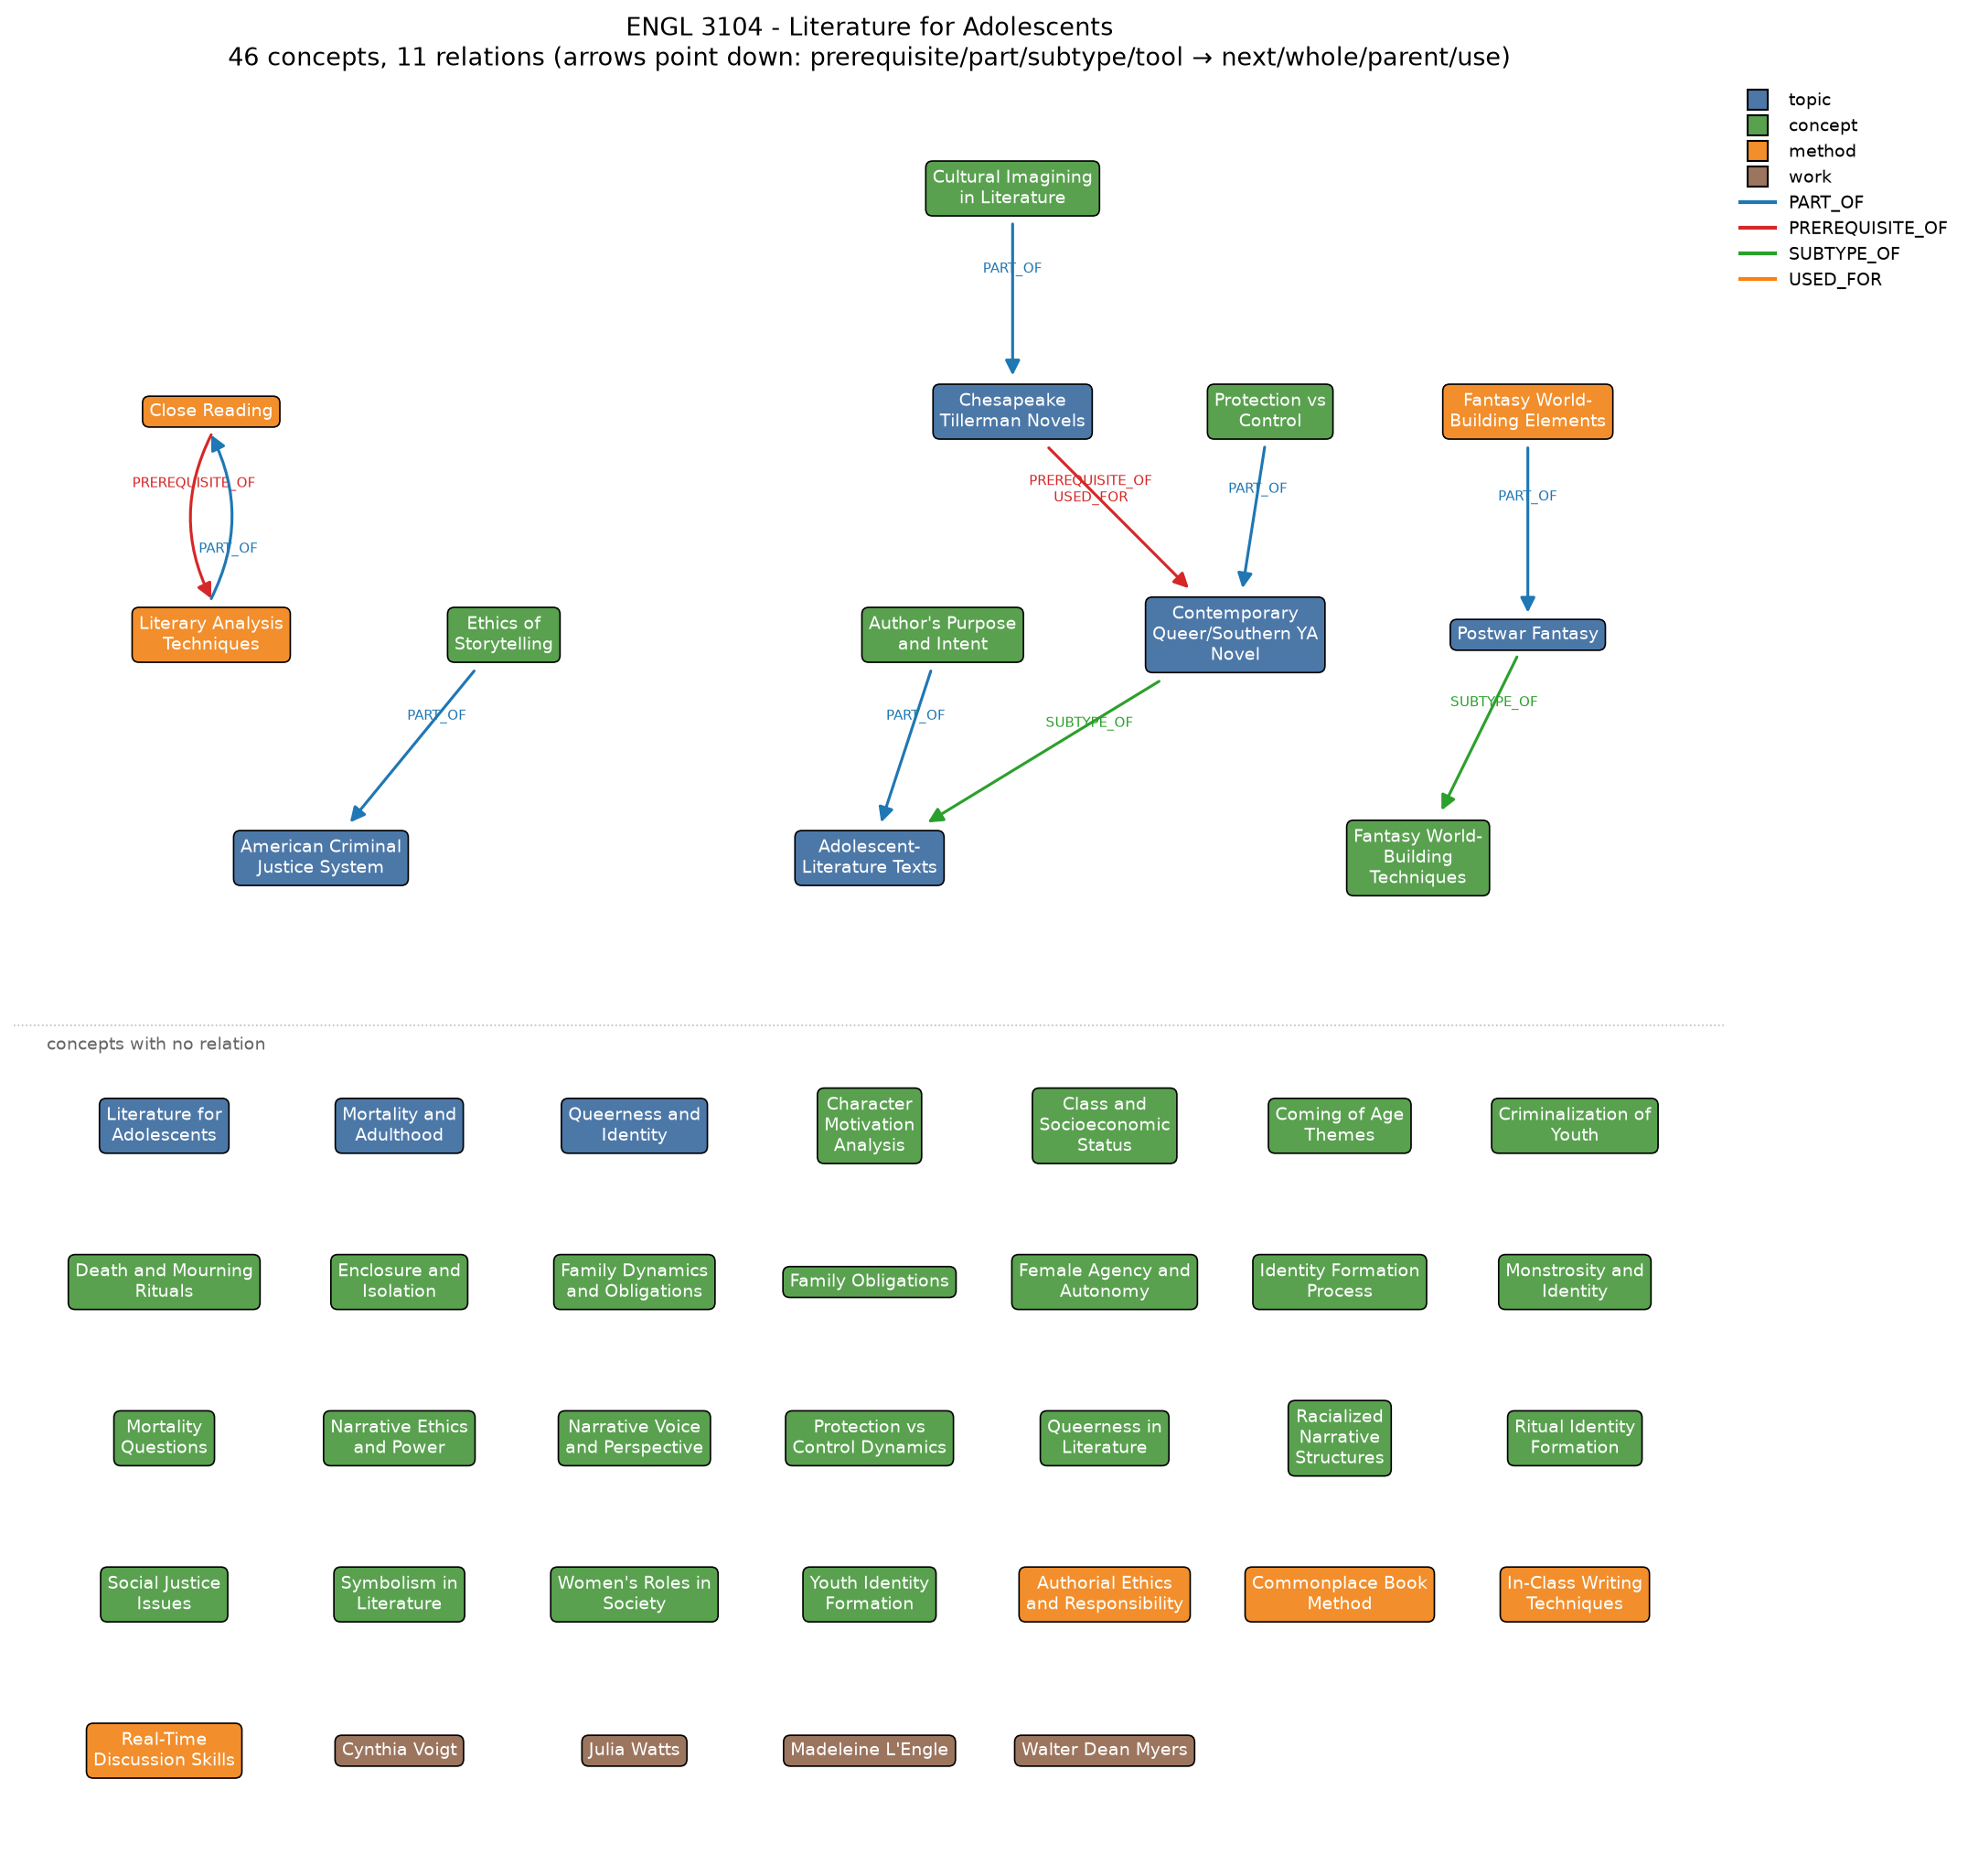 ENGL 3104 - Literature for Adolescents
46 concepts, 11 relations (arrows point down: prerequisite/part/subtype/tool → next/whole/parent/use)
topic
concept
method
work
PART_OF
PREREQUISITE_OF
SUBTYPE_OF
USED_FOR
Cultural Imagining
in Literature
PART_OF
Close Reading
Chesapeake
Tillerman Novels
Protection vs
Control
Fantasy World-
Building Elements
PREREQUISITE_OF
PART_OF
PREREQUISITE_OF
USED_FOR
PART_OF
PART_OF
Literary Analysis
Techniques
Ethics of
Storytelling
Author's Purpose
and Intent
Contemporary
Queer/Southern YA
Novel
Postwar Fantasy
PART_OF
PART_OF
SUBTYPE_OF
SUBTYPE_OF
American Criminal
Justice System
Adolescent-
Literature Texts
Fantasy World-
Building
Techniques
concepts with no relation
Literature for
Adolescents
Mortality and
Adulthood
Queerness and
Identity
Character
Motivation
Analysis
Class and
Socioeconomic
Status
Coming of Age
Themes
Criminalization of
Youth
Death and Mourning
Rituals
Enclosure and
Isolation
Family Dynamics
and Obligations
Family Obligations
Female Agency and
Autonomy
Identity Formation
Process
Monstrosity and
Identity
Mortality
Questions
Narrative Ethics
and Power
Narrative Voice
and Perspective
Protection vs
Control Dynamics
Queerness in
Literature
Racialized
Narrative
Structures
Ritual Identity
Formation
Social Justice
Issues
Symbolism in
Literature
Women's Roles in
Society
Youth Identity
Formation
Authorial Ethics
and Responsibility
Commonplace Book
Method
In-Class Writing
Techniques
Real-Time
Discussion Skills
Cynthia Voigt
Julia Watts
Madeleine L'Engle
Walter Dean Myers